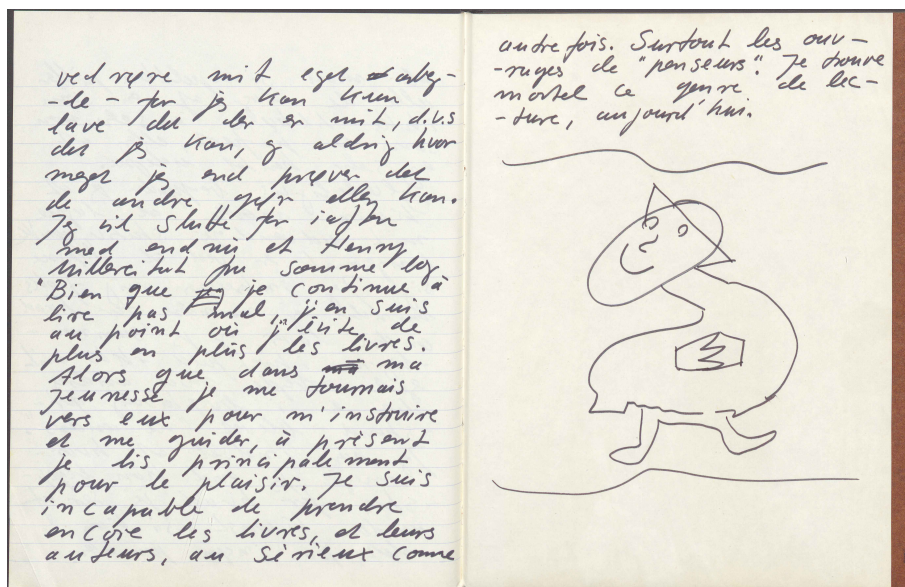 ved være mit eget arbej-
-de - for jeg kan kun
lave det der er mit, d.v.s
det jeg kan, og aldrig hvor
meget jeg end prøver det
de andre gør eller kan.
Jeg vil slutte for iaften
med endnu et Henry
Millercitat fra samme bog
"Bien que je continue à
lire pas mal, j'en suis
au point où j'évite de
plus en plus les livres.
Alors que dans ma
jeunesse je me tournais
vers eux pour m'instruire
et me guider, à présent
je lis principalement
pour le plaisir. Je suis
incapable de prendre
encore les livres, et leurs
auteurs, au sérieux comme
autre fois. Surtout les ouv-
-rages de "penseurs". Je trouve
mortel ce genre de lec-
-ture, aujourd'hui.